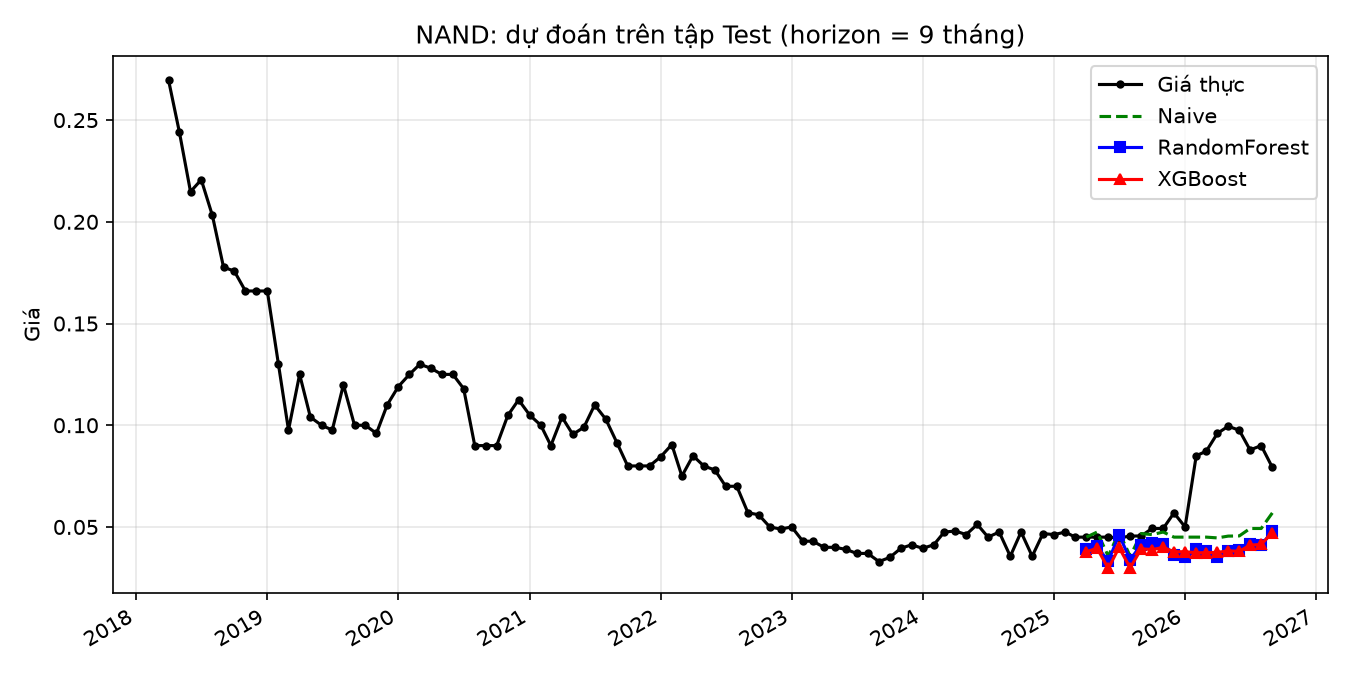 NAND: dự đoán trên tập Test (horizon = 9 tháng)
Giá thực
Naive
RandomForest
XGBoost
Giá
0.25
0.20
0.15
0.10
0.05
2018
2019
2020
2021
2022
2023
2024
2025
2026
2027